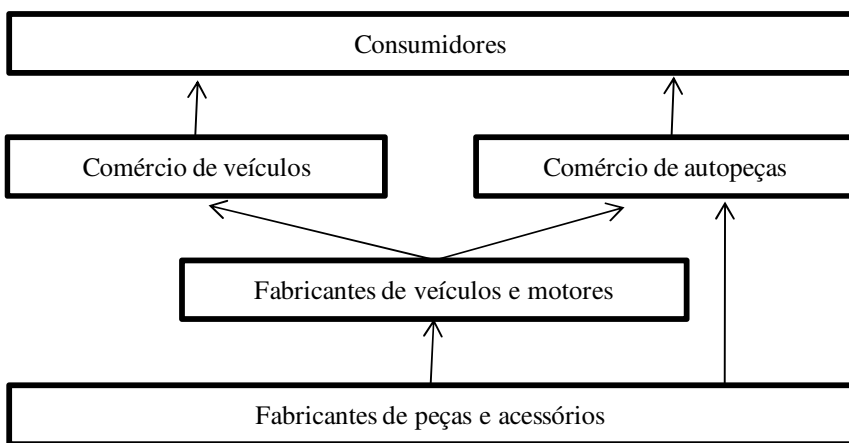 Consumidores
Comércio de veículos
Comércio de autopeças
Fabricantes de veículos e motores
Fabricantes de peças e acessórios